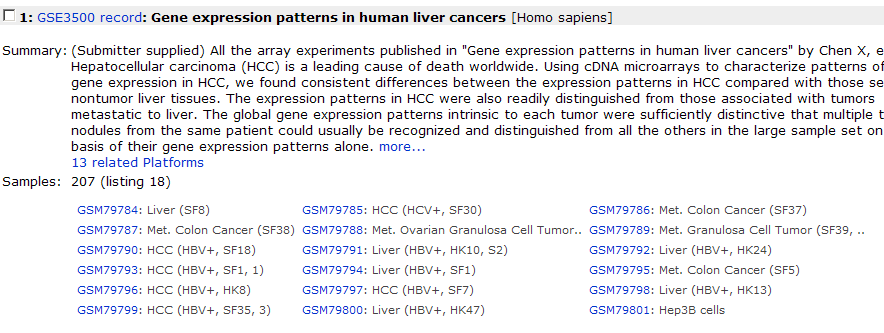 1: GSE3500 record: Gene expression patterns in human liver cancers [Homo sapiens]
Summary: (Submitter supplied) All the array experiments published in "Gene expression patterns in human liver cancers" by Chen X, e
Hepatocellular carcinoma (HCC) is a leading cause of death worldwide. Using cDNA microarrays to characterize patterns of
gene expression in HCC, we found consistent differences between the expression patterns in HCC compared with those se
nontumor liver tissues. The expression patterns in HCC were also readily distinguished from those associated with tumors
metastatic to liver. The global gene expression patterns intrinsic to each tumor were sufficiently distinctive that multiple t
nodules from the same patient could usually be recognized and distinguished from all the others in the large sample set on
basis of their gene expression patterns alone. more...
13 related Platforms
Samples: 207 (listing 18)
GSM79784: Liver (SF8) GSM79785: HCC (HCV+, SF30) GSM79786: Met. Colon Cancer (SF37)
GSM79787: Met. Colon Cancer (SF38) GSM79788: Met. Ovarian Granulosa Cell Tumor.. GSM79789: Met. Granulosa Cell Tumor (SF39, ..
GSM79790: HCC (HBV+, SF18) GSM79791: Liver (HBV+, HK10, S2) GSM79792: Liver (HBV+, HK24)
GSM79793: HCC (HBV+, SF1, 1) GSM79794: Liver (HBV+, SF1) GSM79795: Met. Colon Cancer (SF5)
GSM79796: HCC (HBV+, HK8) GSM79797: HCC (HBV+, SF7) GSM79798: Liver (HBV+, HK13)
GSM79799: HCC (HBV+, SF35, 3) GSM79800: Liver (HBV+, HK47) GSM79801: Hep3B cells